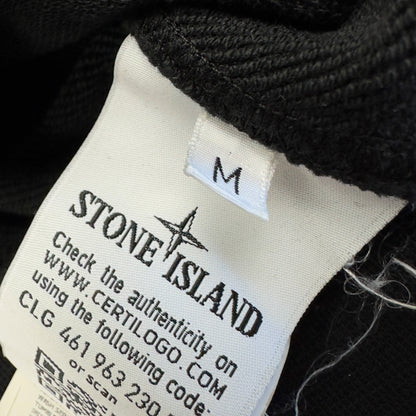 M
STONE ISLAND
Check the authenticity on
WWW.CERTILOGO.COM
using the following code:
CLG 461 963 230
or scan